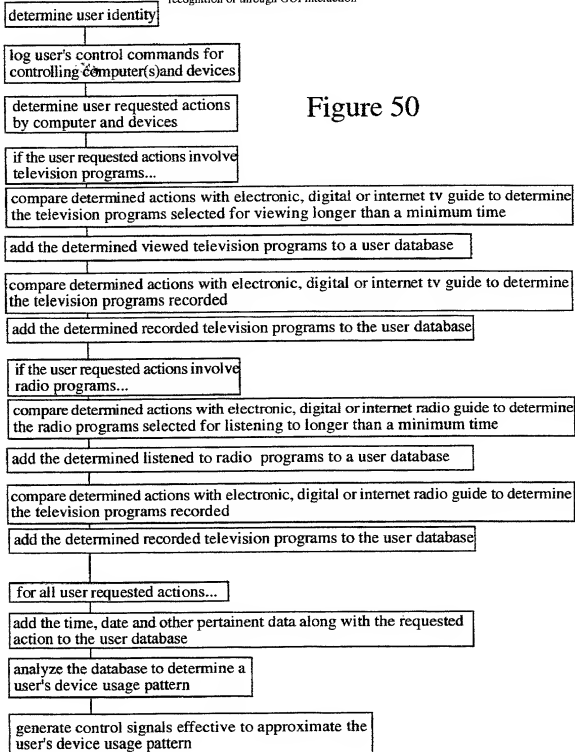 recognition or through GUI interaction
determine user identity
log user's control commands for
controlling computer(s)and devices
determine user requested actions
by computer and devices
Figure 50
if the user requested actions involve
television programs...
compare determined actions with electronic, digital or internet tv guide to determine
the television programs selected for viewing longer than a minimum time
add the determined viewed television programs to a user database
compare determined actions with electronic, digital or internet tv guide to determine
the television programs recorded
add the determined recorded television programs to the user database
if the user requested actions involve
radio programs...
compare determined actions with electronic, digital or internet radio guide to determine
the radio programs selected for listening to longer than a minimum time
add the determined listened to radio programs to a user database
compare determined actions with electronic, digital or internet radio guide to determine
the television programs recorded
add the determined recorded television programs to the user database
for all user requested actions...
add the time, date and other pertainent data along with the requested
action to the user database
analyze the database to determine a
user's device usage pattern
generate control signals effective to approximate the
user's device usage pattern